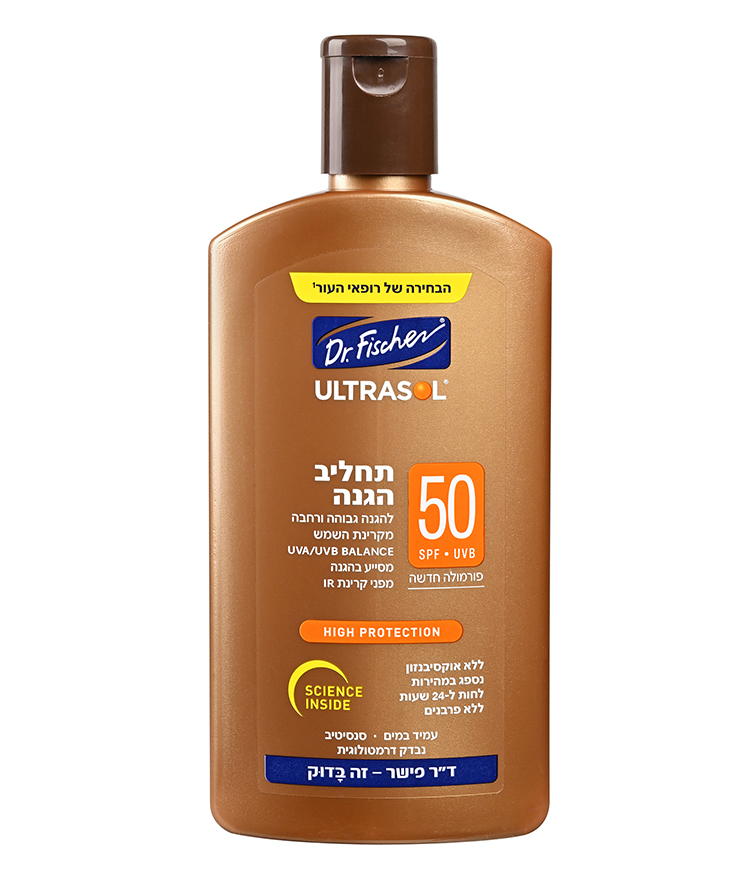 הבחירה של רופאי העור¹
Dr. Fischer®
ULTRASOL®
תחליב
הגנה
להגנה גבוהה ורחבה
מקרינת השמש
UVA/UVB BALANCE
מסייע בהגנה
מפני קרינת IR
50
SPF • UVB
פורמולה חדשה
HIGH PROTECTION
ללא אוקסיבנזון
נספג במהירות
לחות ל-24 שעות
ללא פרבנים
SCIENCE
INSIDE
עמיד במים • סנסיטיב
נבדק דרמטולוגית
ד״ר פישר – זה בָּדוּק